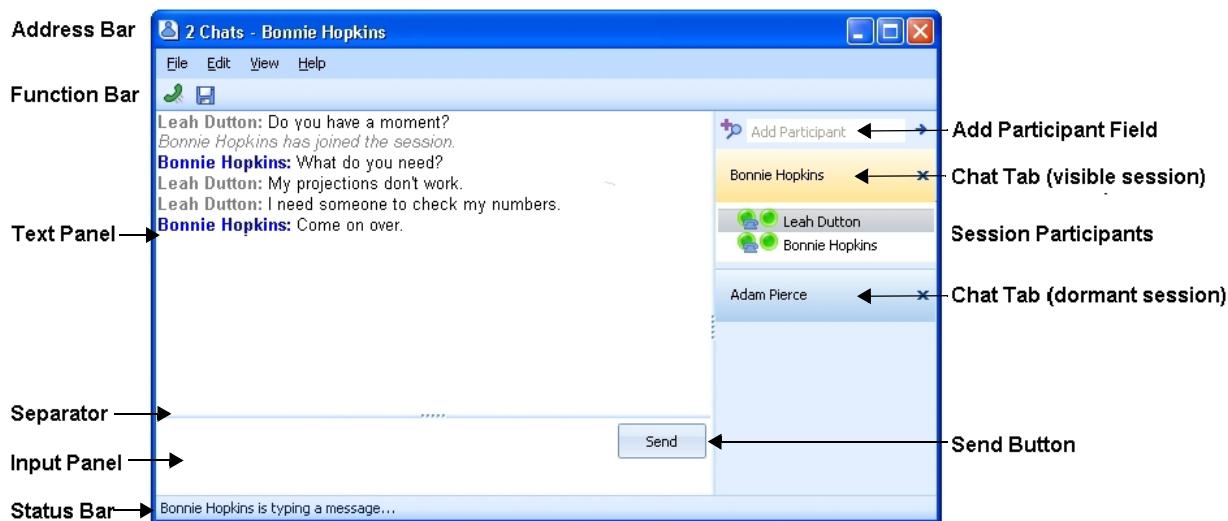 Address Bar
2 Chats - Bonnie Hopkins
File Edit View Help
Function Bar
Leah Dutton: Do you have a moment?
Bonnie Hopkins has joined the session.
Bonnie Hopkins: What do you need?
Leah Dutton: My projections don't work.
Leah Dutton: I need someone to check my numbers.
Bonnie Hopkins: Come on over.
Text Panel
Add Participant
Add Participant Field
Bonnie Hopkins
Chat Tab (visible session)
Leah Dutton
Bonnie Hopkins
Session Participants
Adam Pierce
Chat Tab (dormant session)
Separator
Send
Send Button
Input Panel
Status Bar
Bonnie Hopkins is typing a message...